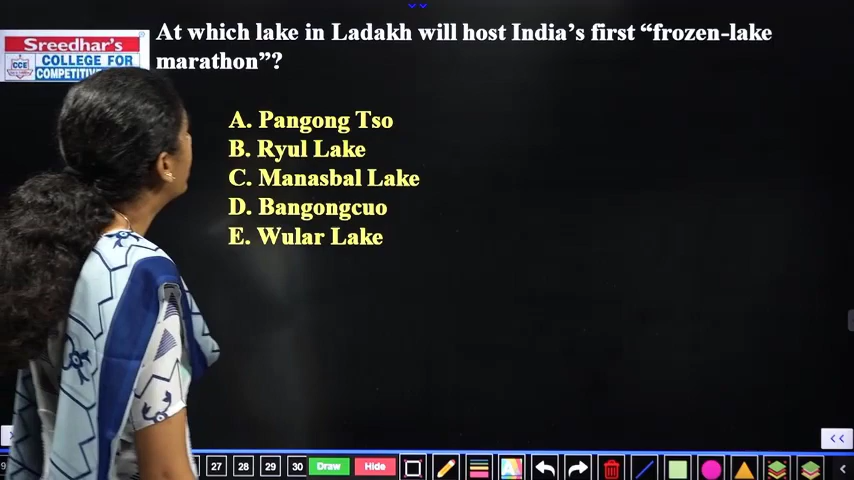 At which lake in Ladakh will host India's first “frozen-lake
marathon”?
Sreedhar's
COLLEGE FOR
CCE
COMPETITIV
A. Pangong Tso
B. Ryul Lake
C. Manasbal Lake
D. Bangongcuo
E. Wular Lake
9 27 28 29 30 Draw Hide A